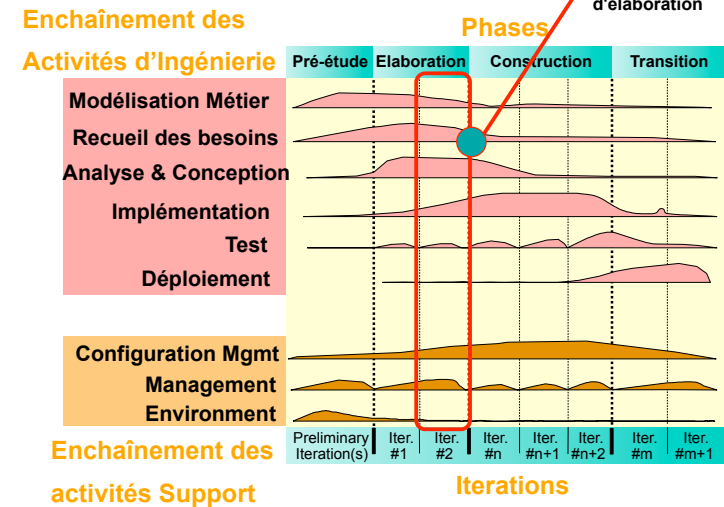 d'élaboration
Enchaînement des
Phases
Activités d'Ingénierie
Pré-étude Elaboration Construction Transition
Modélisation Métier
Recueil des besoins
Analyse & Conception
Implémentation
Test
Déploiement
Configuration Mgmt
Management
Environment
Preliminary Iter. Iter. Iter. Iter. Iter. Iter. Iter.
Iteration(s) #1 #2 #n #n+1 #n+2 #m #m+1
Enchaînement des
activités Support
Iterations